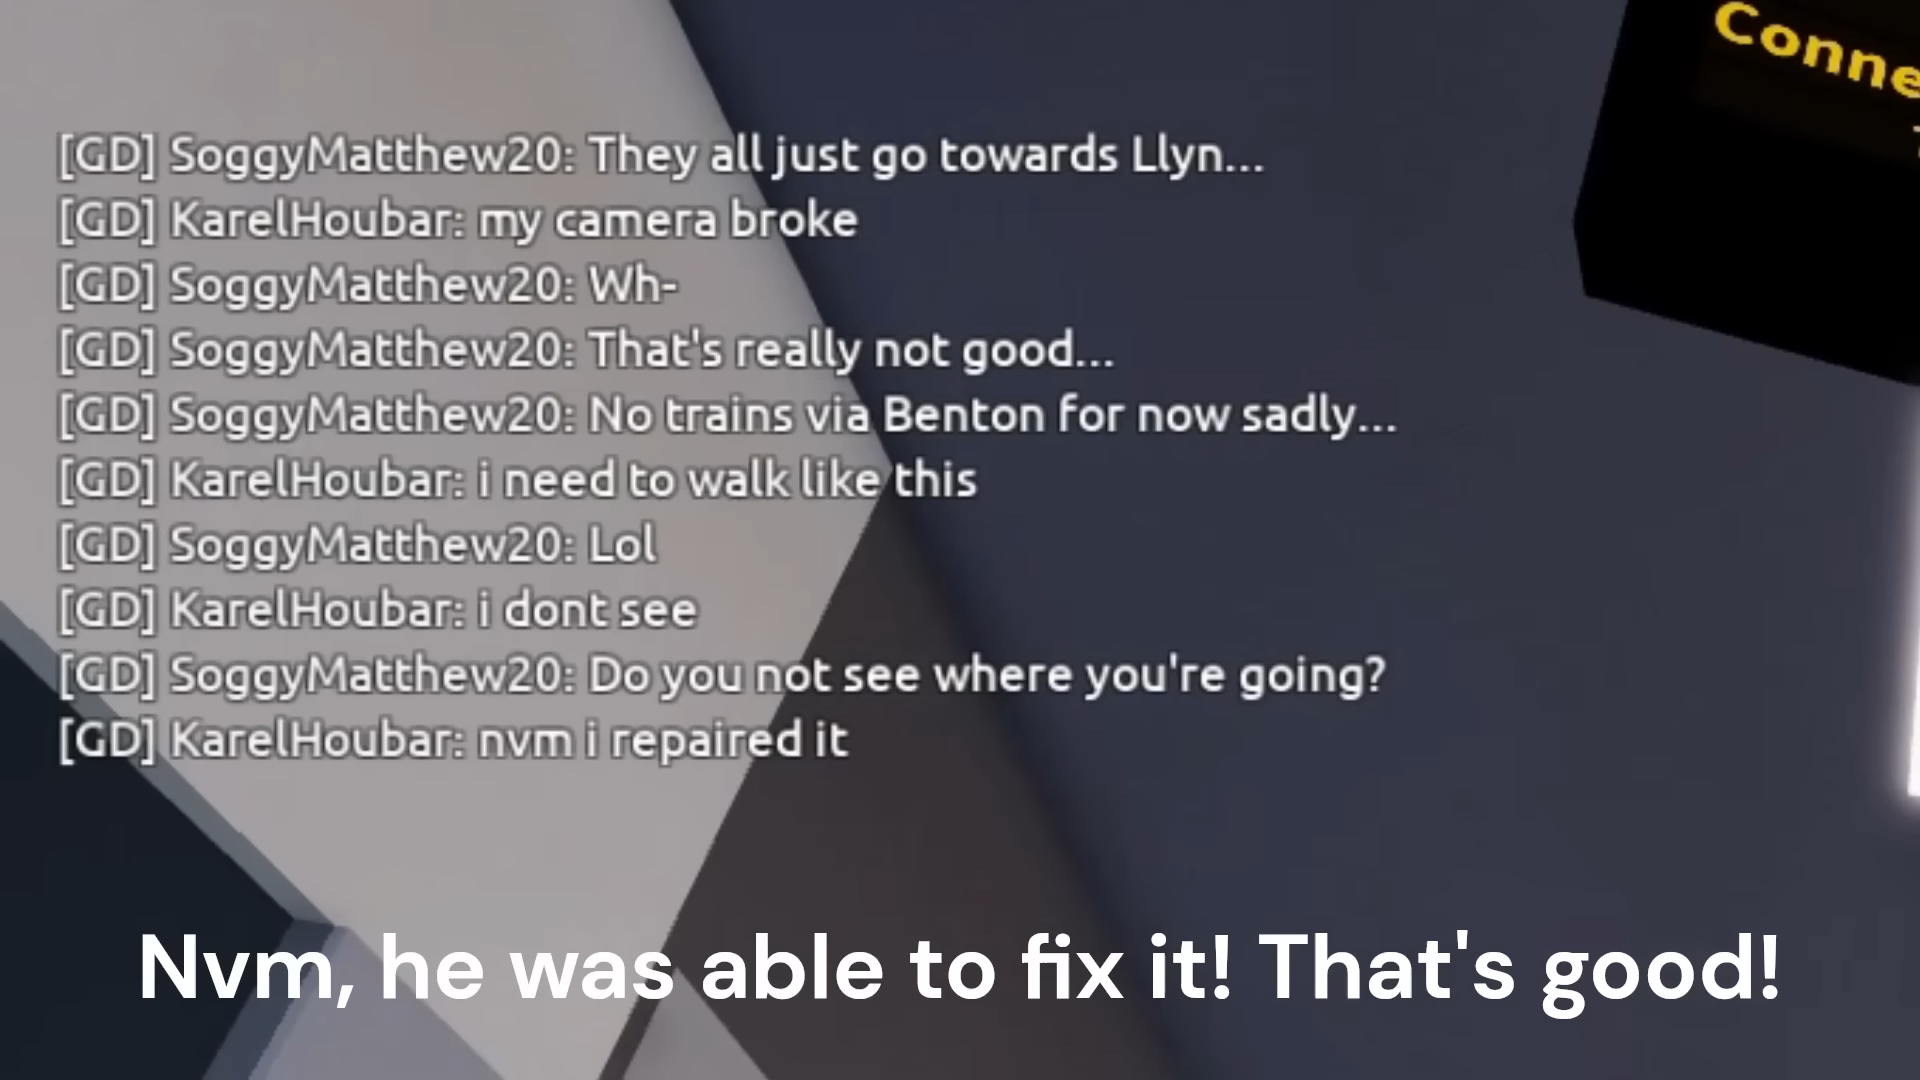 Conne
[GD] SoggyMatthew20: They all just go towards Llyn...
[GD] KarelHoubar: my camera broke
[GD] SoggyMatthew20: Wh-
[GD] SoggyMatthew20: That's really not good...
[GD] SoggyMatthew20: No trains via Benton for now sadly...
[GD] KarelHoubar: i need to walk like this
[GD] SoggyMatthew20: Lol
[GD] KarelHoubar: i dont see
[GD] SoggyMatthew20: Do you not see where you're going?
[GD] KarelHoubar: nvm i repaired it
Nvm, he was able to fix it! That's good!